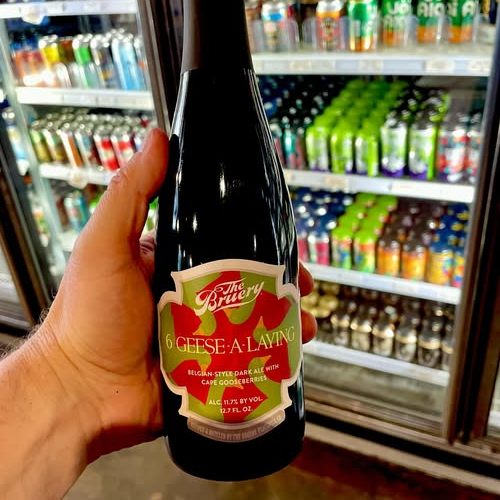 The
Bruery
6 GEESE·A·LAYING
BELGIAN-STYLE DARK ALE WITH
CAPE GOOSEBERRIES
ALC. 11.7% BY VOL.
12.7 FL. OZ.